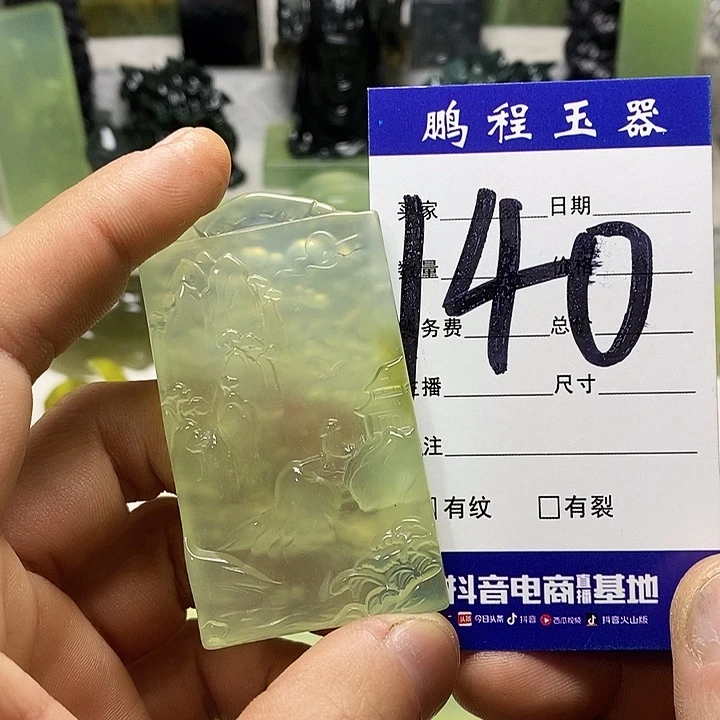 鹏程玉器
140
买家 日期
数量 价格
务费 总价
主播 尺寸
注
有纹 有裂
抖音电商直播基地
头条 今日头条 抖音 西瓜视频 抖音火山版